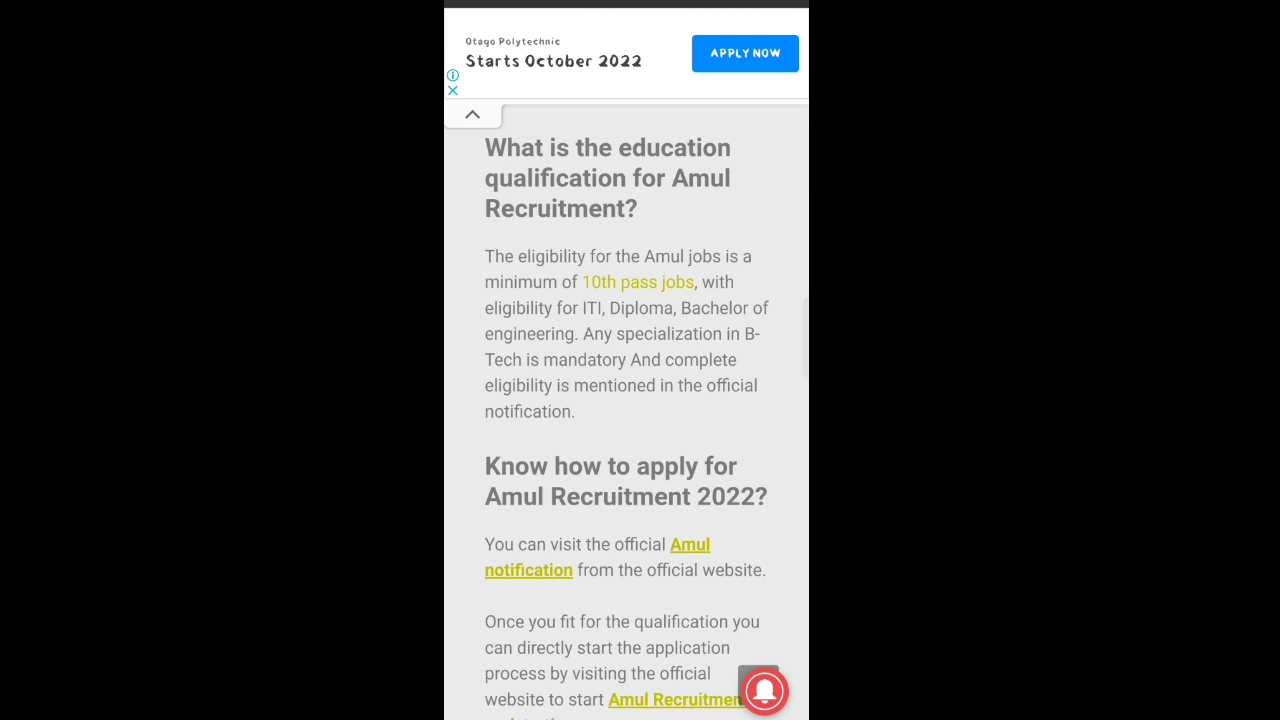 Otago Polytechnic
Starts October 2022
APPLY NOW
What is the education
qualification for Amul
Recruitment?
The eligibility for the Amul jobs is a
minimum of 10th pass jobs, with
eligibility for ITI, Diploma, Bachelor of
engineering. Any specialization in B-
Tech is mandatory And complete
eligibility is mentioned in the official
notification.
Know how to apply for
Amul Recruitment 2022?
You can visit the official Amul
notification from the official website.
Once you fit for the qualification you
can directly start the application
process by visiting the official
website to start Amul